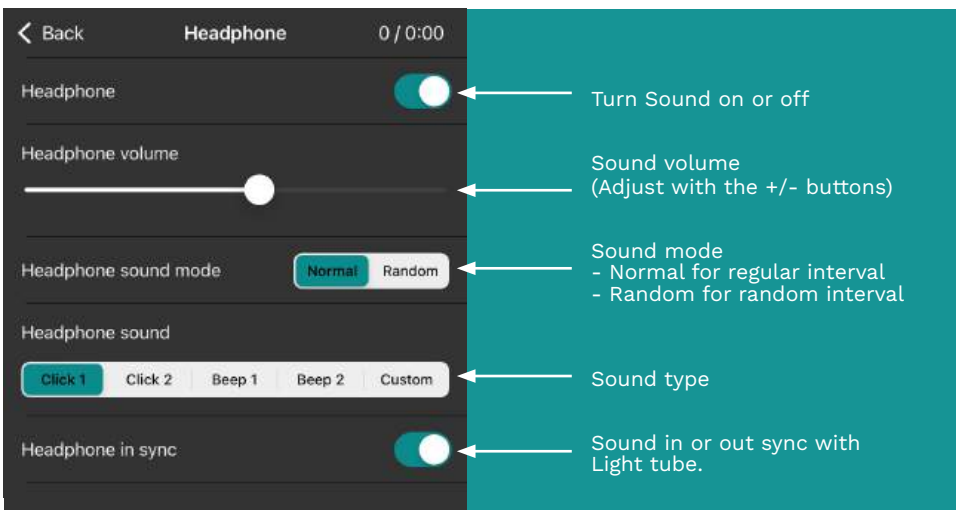 Back Headphone 0 / 0:00
Headphone
Turn Sound on or off
Headphone volume
Sound volume
(Adjust with the +/- buttons)
Headphone sound mode Normal Random
Sound mode
- Normal for regular interval
- Random for random interval
Headphone sound
Click 1 Click 2 Beep 1 Beep 2 Custom
Sound type
Headphone in sync
Sound in or out sync with
Light tube.